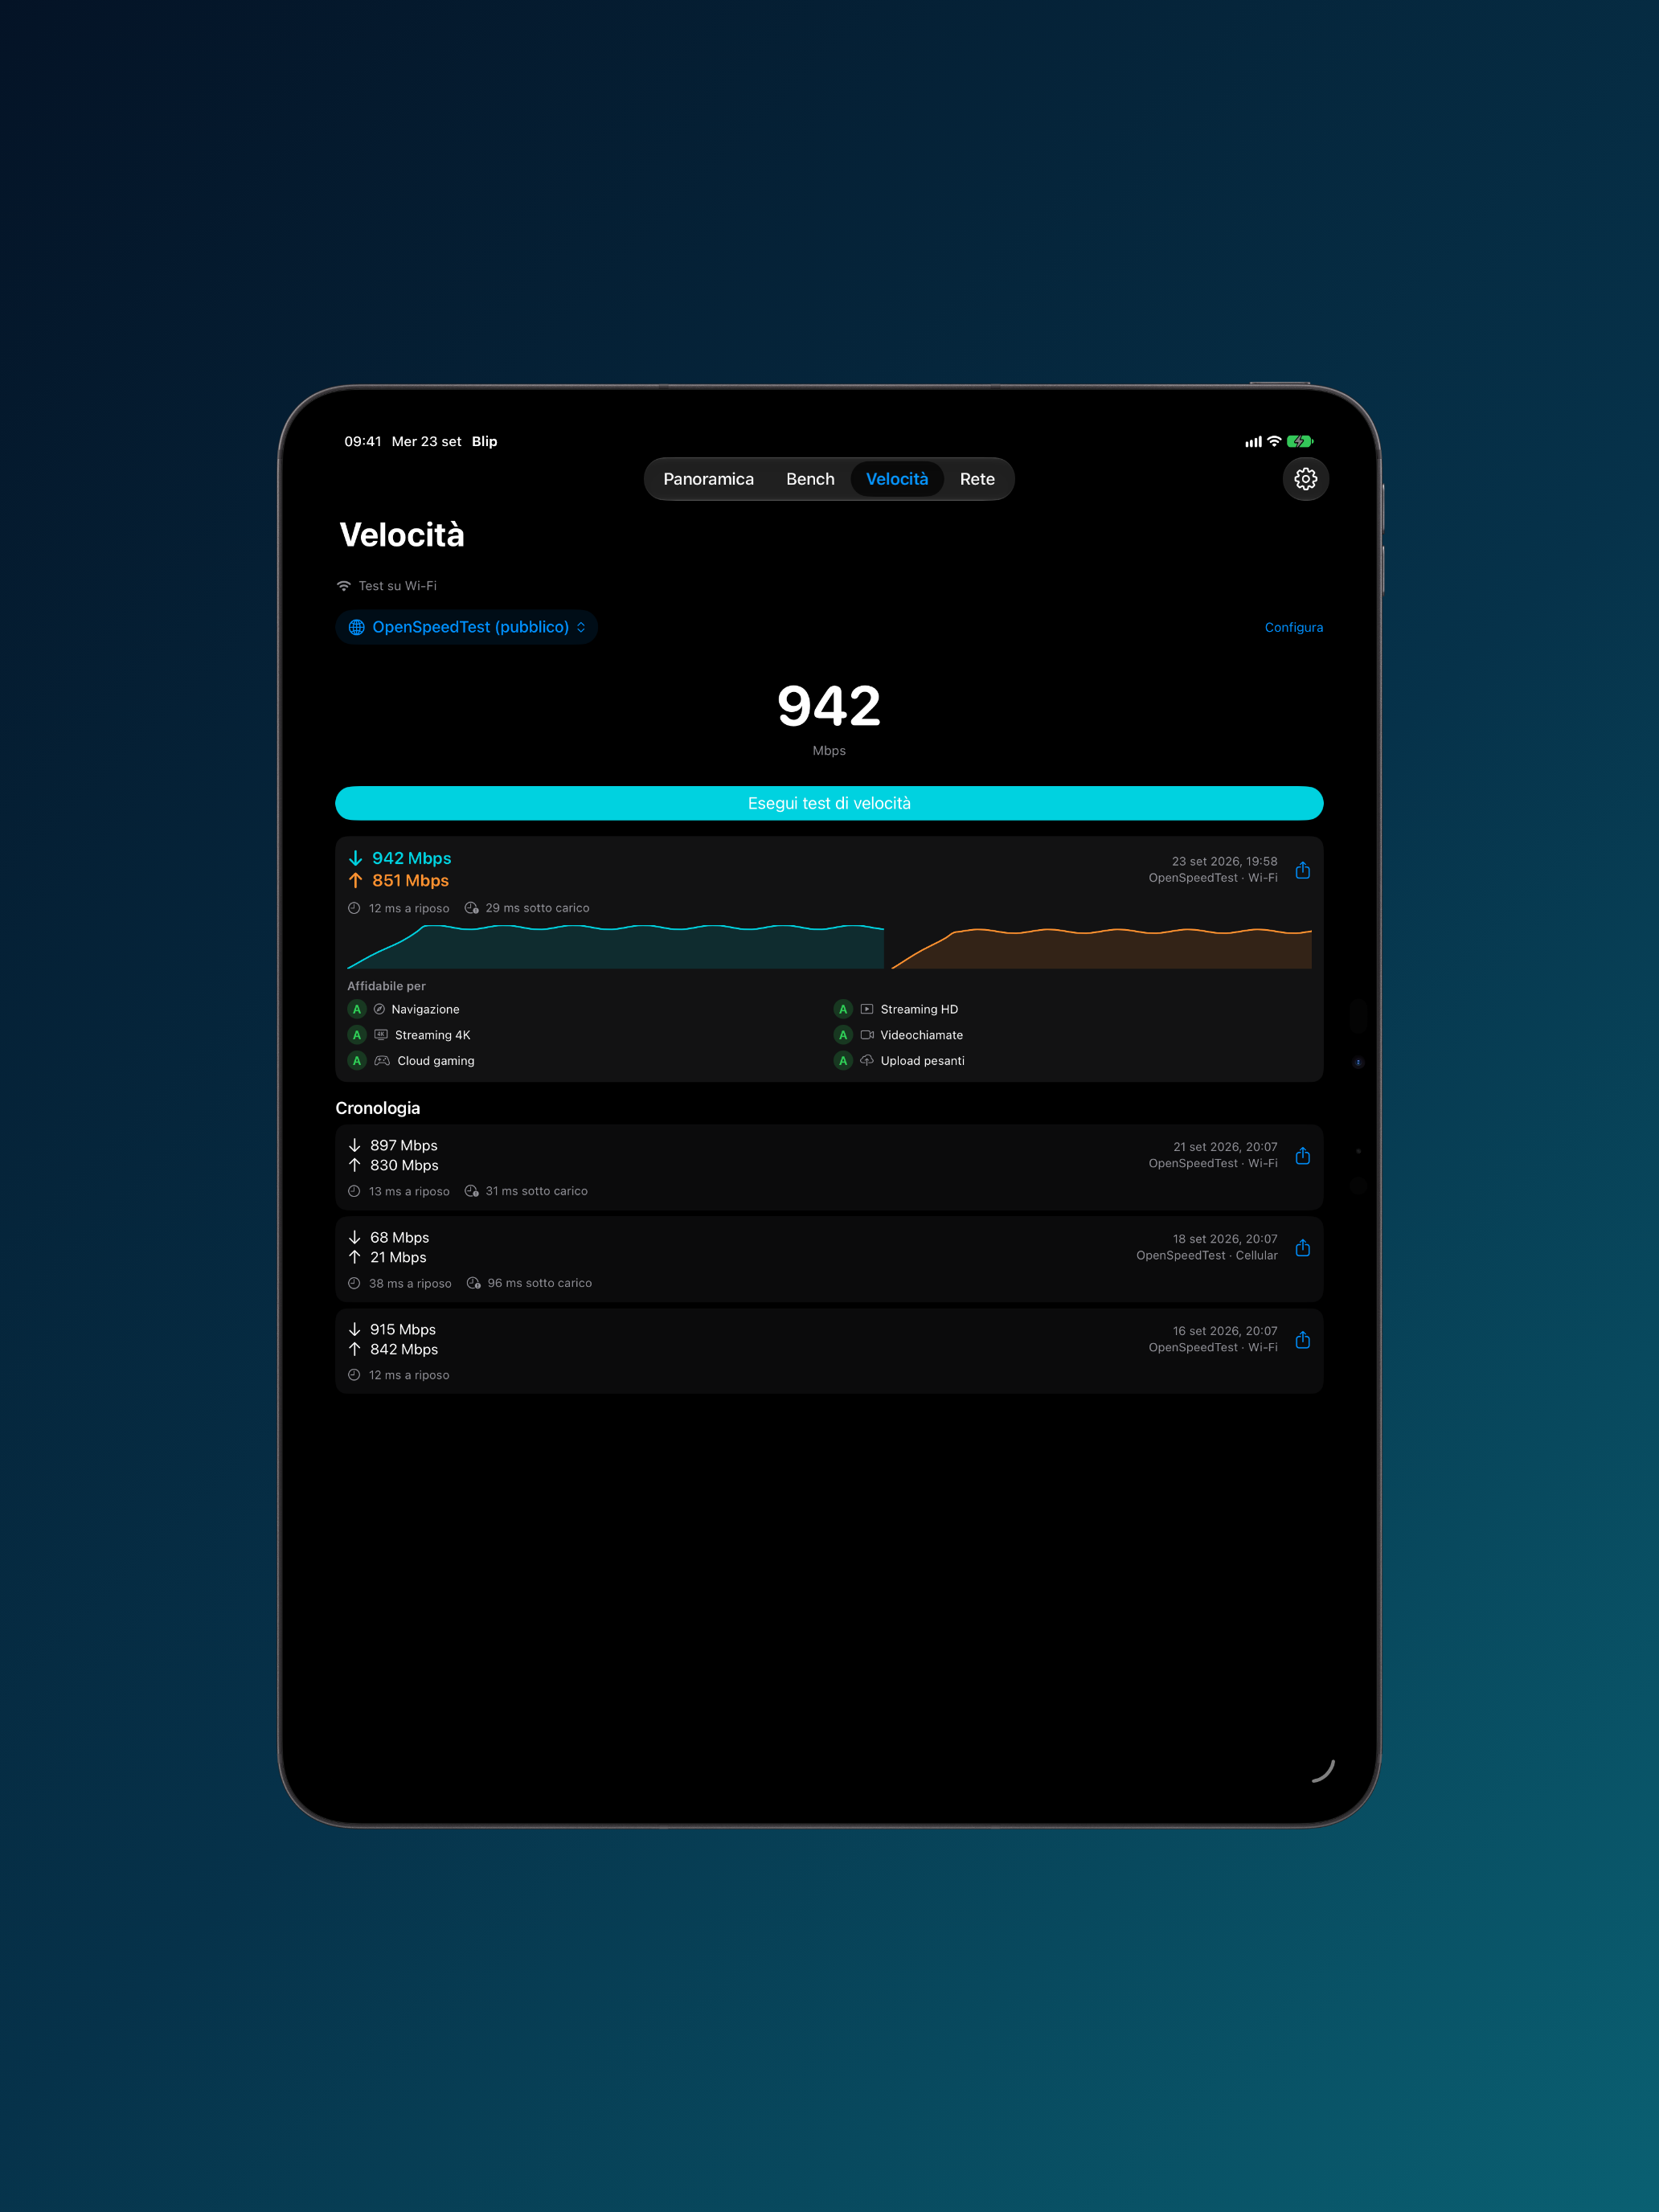 09:41 Mer 23 set Blip
Panoramica Bench Velocità Rete
Velocità
Test su Wi-Fi
OpenSpeedTest (pubblico) Configura
942
Mbps
Esegui test di velocità
942 Mbps
851 Mbps
23 set 2026, 19:58
OpenSpeedTest · Wi-Fi
12 ms a riposo 29 ms sotto carico
Affidabile per
A Navigazione A Streaming HD
A 4K Streaming 4K A Videochiamate
A Cloud gaming A Upload pesanti
Cronologia
897 Mbps
830 Mbps
21 set 2026, 20:07
OpenSpeedTest · Wi-Fi
13 ms a riposo 31 ms sotto carico
68 Mbps
21 Mbps
18 set 2026, 20:07
OpenSpeedTest · Cellular
38 ms a riposo 96 ms sotto carico
915 Mbps
842 Mbps
16 set 2026, 20:07
OpenSpeedTest · Wi-Fi
12 ms a riposo